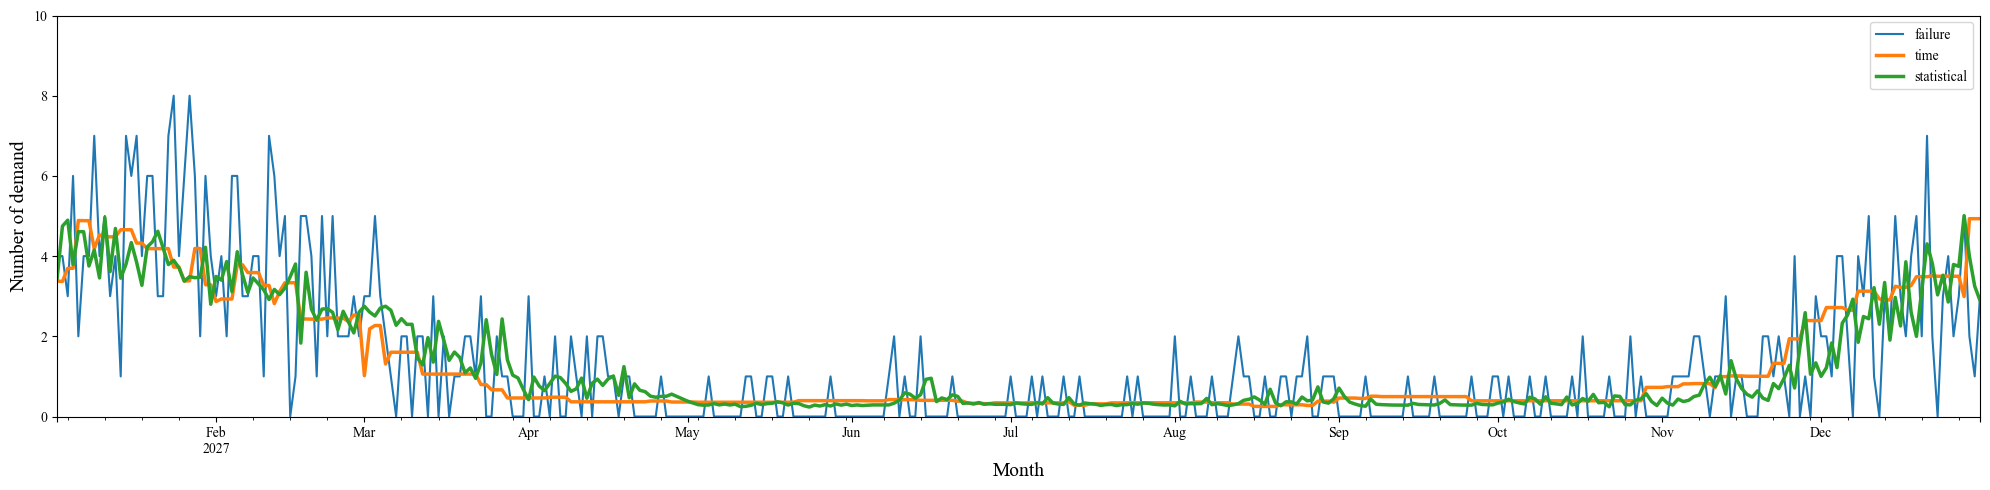 failure
time
statistical
Number of demand
10
8
6
4
2
0
Feb Mar Apr May Jun Jul Aug Sep Oct Nov Dec
2027
Month